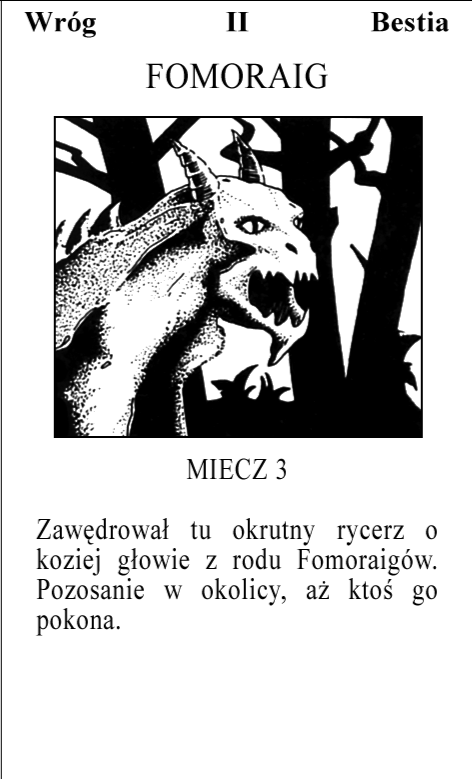 Wróg II Bestia
FOMORAIG
MIECZ 3
Zawędrował tu okrutny rycerz o
koziej głowie z rodu Fomoraigów.
Pozosanie w okolicy, aż ktoś go
pokona.